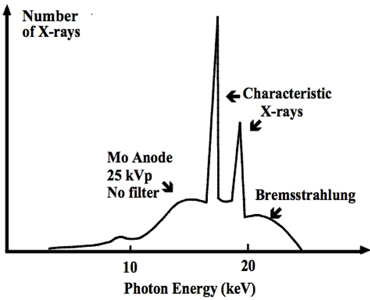 Number
of X-rays
Characteristic
X-rays
Mo Anode
25 kVp
No filter
Bremsstrahlung
10
20
Photon Energy (keV)